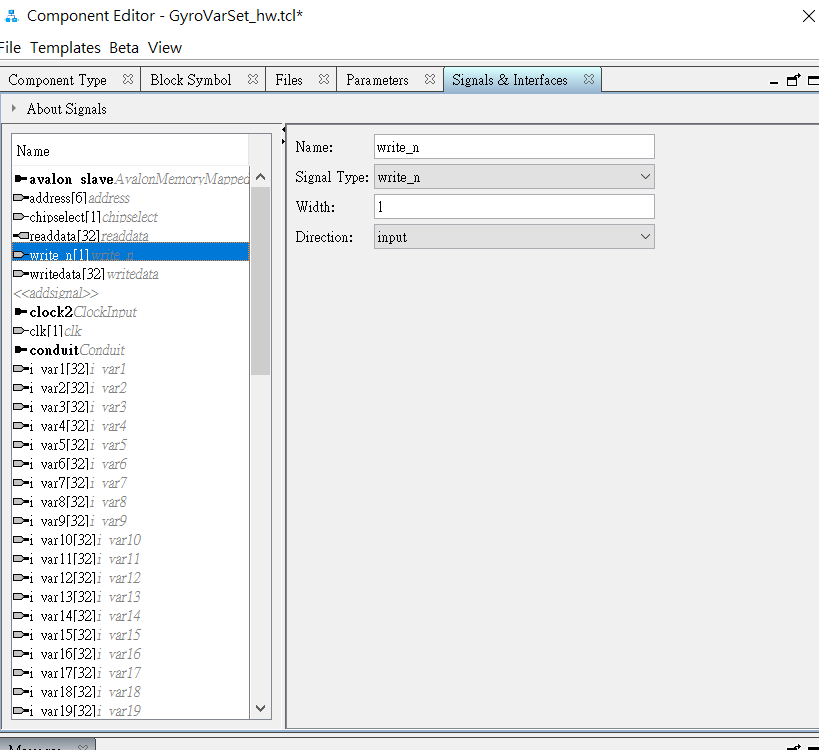 Component Editor - GyroVarSet_hw.tcl*
File Templates Beta View
Component Type Block Symbol Files Parameters Signals & Interfaces
About Signals
Name
avalon_slave AvalonMemoryMapped
address[6] address
chipselect[1] chipselect
readdata[32] readdata
write_n[1] write_n
writedata[32] writedata
<<add signal>>
clock2 Clock Input
clk[1] clk
conduit Conduit
i_var1[32] i_var1
i_var2[32] i_var2
i_var3[32] i_var3
i_var4[32] i_var4
i_var5[32] i_var5
i_var6[32] i_var6
i_var7[32] i_var7
i_var8[32] i_var8
i_var9[32] i_var9
i_var10[32] i_var10
i_var11[32] i_var11
i_var12[32] i_var12
i_var13[32] i_var13
i_var14[32] i_var14
i_var15[32] i_var15
i_var16[32] i_var16
i_var17[32] i_var17
i_var18[32] i_var18
i_var19[32] i_var19
Name: write_n
Signal Type: write_n
Width: 1
Direction: input